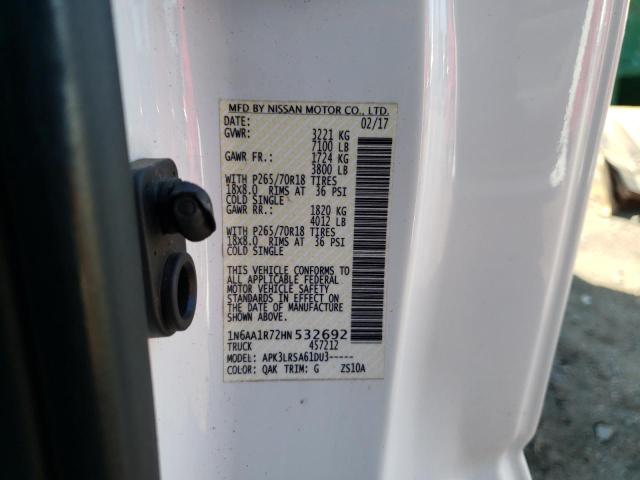 MFD BY NISSAN MOTOR CO., LTD.
DATE: 02/17
GVWR: 3221 KG
7100 LB
GAWR FR.: 1724 KG
3800 LB
WITH P265/70R18 TIRES
18X8.0 RIMS AT 36 PSI
COLD SINGLE
GAWR RR.: 1820 KG
4012 LB
WITH P265/70R18 TIRES
18X8.0 RIMS AT 36 PSI
COLD SINGLE
THIS VEHICLE CONFORMS TO
ALL APPLICABLE FEDERAL
MOTOR VEHICLE SAFETY
STANDARDS IN EFFECT ON
THE DATE OF MANUFACTURE
SHOWN ABOVE.
1N6AA1R72HN532692
TRUCK 457212
MODEL: APK3LRSA61DU3-----
COLOR: QAK TRIM: G ZS10A